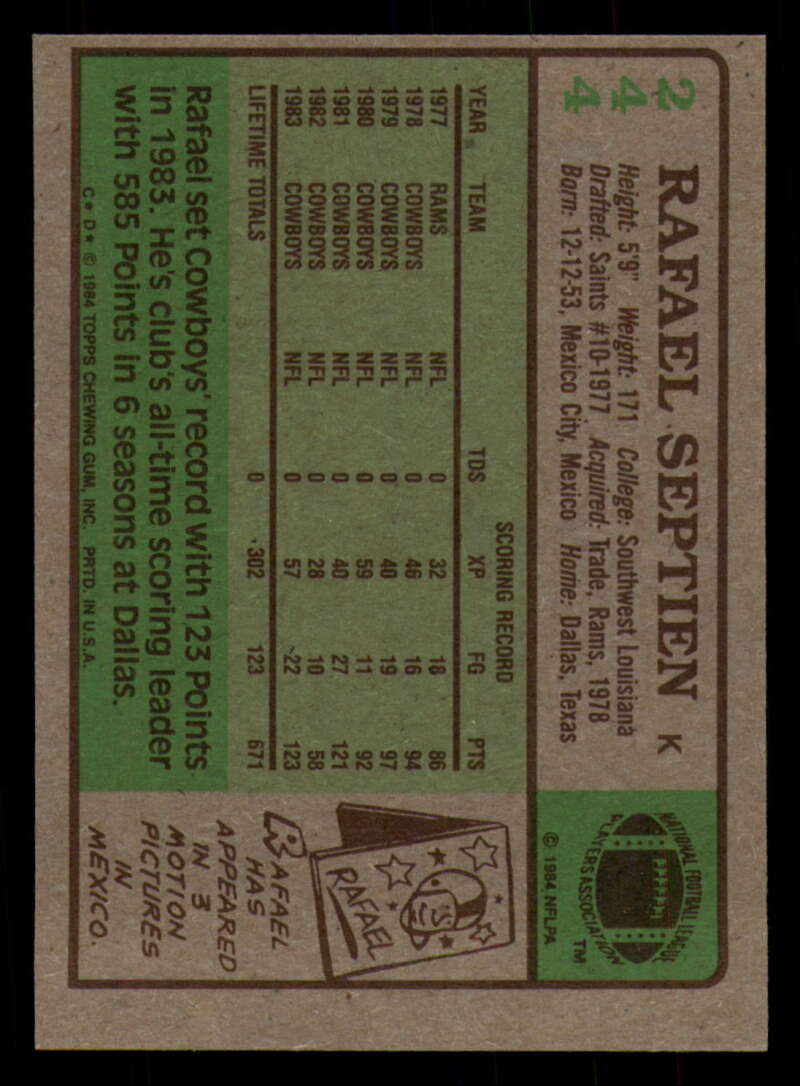 244
RAFAEL SEPTIEN K
Height: 5'9" Weight: 171 College: Southwest Louisiana
Drafted: Saints #10-1977 Acquired: Trade, Rams, 1978
Born: 12-12-53, Mexico City, Mexico Home: Dallas, Texas
NATIONAL FOOTBALL LEAGUE
PLAYERS ASSOCIATION
TM
© 1984 NFLPA
SCORING RECORD
YEAR TEAM TDS XP FG PTS
1977 RAMS NFL 0 32 18 86
1978 COWBOYS NFL 0 46 16 94
1979 COWBOYS NFL 0 40 19 97
1980 COWBOYS NFL 0 59 11 92
1981 COWBOYS NFL 0 40 27 121
1982 COWBOYS NFL 0 28 10 58
1983 COWBOYS NFL 0 57 22 123
LIFETIME TOTALS 0 302 123 671
Rafael set Cowboys' record with 123 Points
in 1983. He's club's all-time scoring leader
with 585 Points in 6 seasons at Dallas.
C* D* © 1984 TOPPS CHEWING GUM, INC. PRTD. IN U.S.A.
RAFAEL
RAFAEL
HAS
APPEARED
IN 3
MOTION
PICTURES
IN
MEXICO.